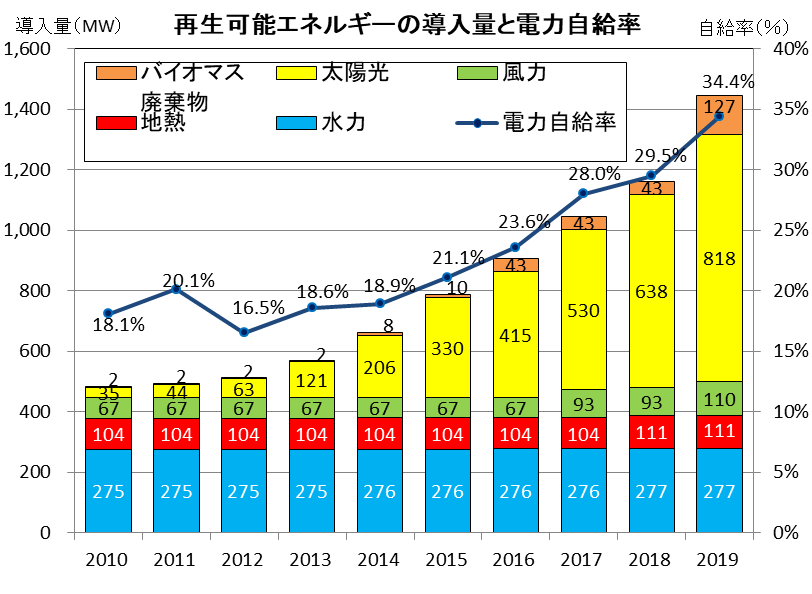 再生可能エネルギーの導入量と電力自給率
導入量(MW)
自給率(%)
1,600
1,400
1,200
1,000
800
600
400
200
0
40%
35%
30%
25%
20%
15%
10%
5%
0%
バイオマス
廃棄物
太陽光
風力
地熱
水力
電力自給率
18.1%
20.1%
16.5%
18.6%
18.9%
21.1%
23.6%
28.0%
29.5%
34.4%
2 2 2 2 8 10 43 43 43 127
35 44 63 121 206 330 415 530 638 818
67 67 67 67 67 67 67 93 93 110
104 104 104 104 104 104 104 104 111 111
275 275 275 275 276 276 276 276 277 277
2010 2011 2012 2013 2014 2015 2016 2017 2018 2019